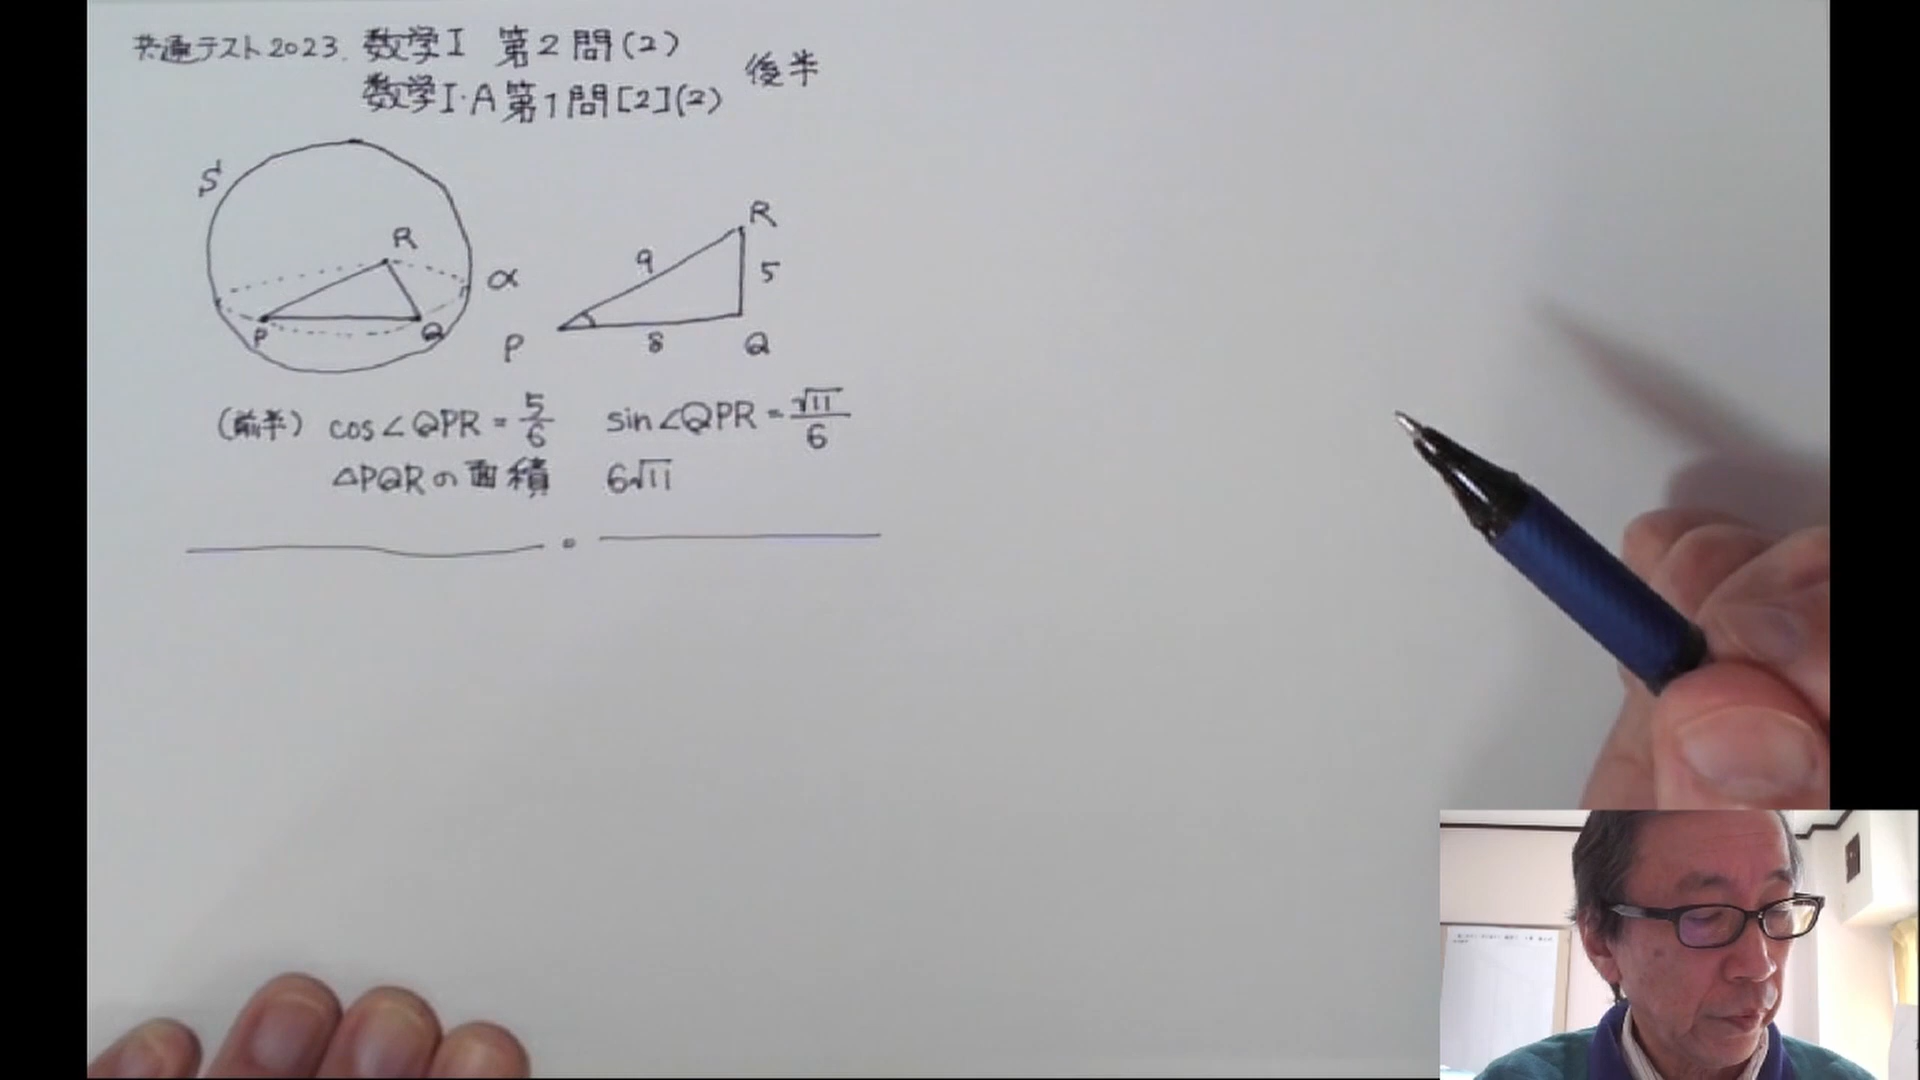 共通テスト2023. 数学I 第2問(2)
数学I・A第1問[2](2)
後半
S
R
α
P
Q
R
9
5
P
8
Q
(前半) cos∠QPR = 5/6 sin∠QPR = √11/6
△PQRの面積 6√11